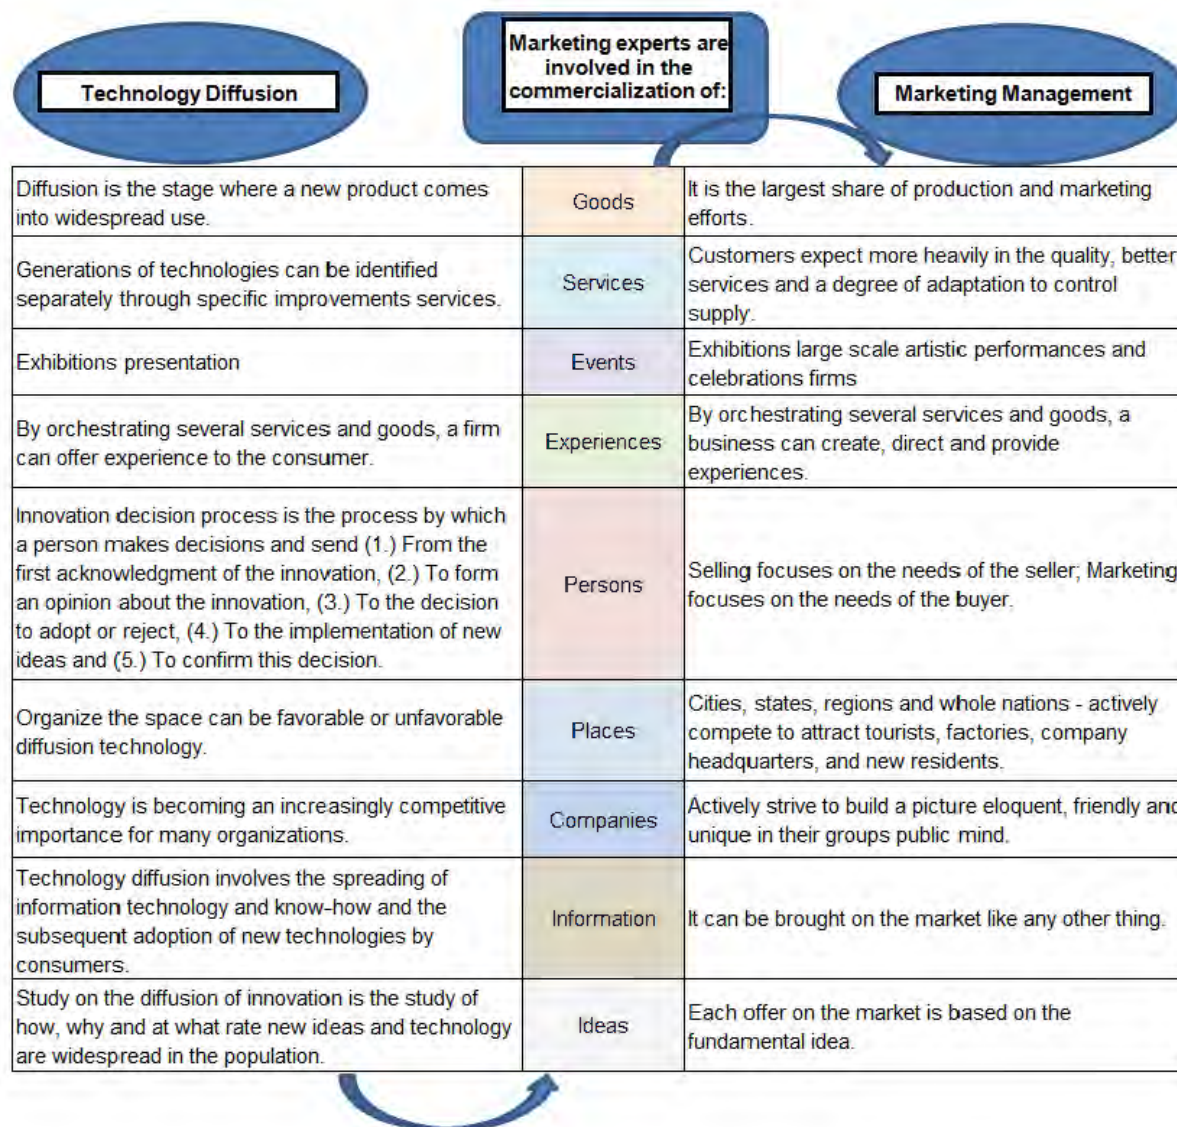 Technology Diffusion
Marketing experts are
involved in the
commercialization of:
Marketing Management
Diffusion is the stage where a new product comes
into widespread use.
Goods
It is the largest share of production and marketing
efforts.
Generations of technologies can be identified
separately through specific improvements services.
Services
Customers expect more heavily in the quality, better
services and a degree of adaptation to control
supply.
Exhibitions presentation
Events
Exhibitions large scale artistic performances and
celebrations firms
By orchestrating several services and goods, a firm
can offer experience to the consumer.
Experiences
By orchestrating several services and goods, a
business can create, direct and provide
experiences.
Innovation decision process is the process by which
a person makes decisions and send (1.) From the
first acknowledgment of the innovation, (2.) To form
an opinion about the innovation, (3.) To the decision
to adopt or reject, (4.) To the implementation of new
ideas and (5.) To confirm this decision.
Persons
Selling focuses on the needs of the seller; Marketing
focuses on the needs of the buyer.
Organize the space can be favorable or unfavorable
diffusion technology.
Places
Cities, states, regions and whole nations - actively
compete to attract tourists, factories, company
headquarters, and new residents.
Technology is becoming an increasingly competitive
importance for many organizations.
Companies
Actively strive to build a picture eloquent, friendly and
unique in their groups public mind.
Technology diffusion involves the spreading of
information technology and know-how and the
subsequent adoption of new technologies by
consumers.
Information
It can be brought on the market like any other thing.
Study on the diffusion of innovation is the study of
how, why and at what rate new ideas and technology
are widespread in the population.
Ideas
Each offer on the market is based on the
fundamental idea.